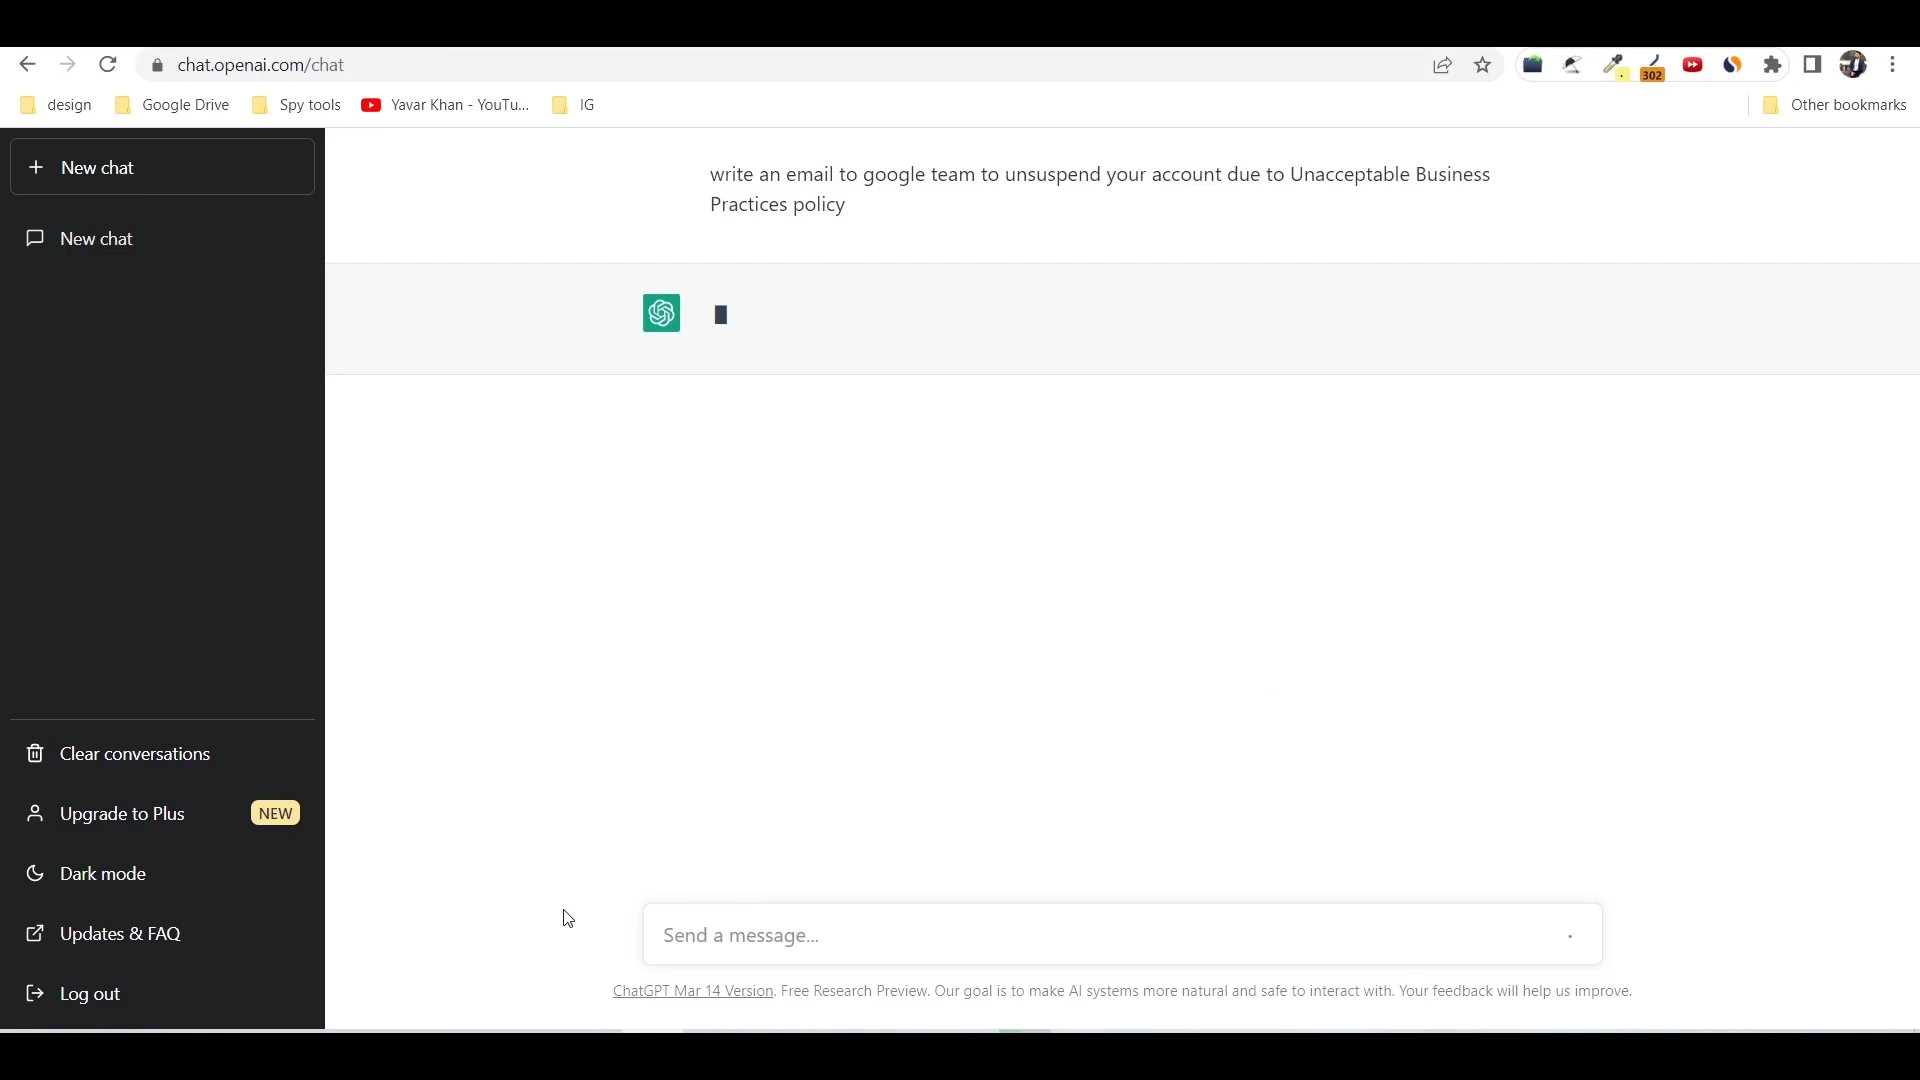 chat.openai.com/chat
302
design
Google Drive
Spy tools
Yavar Khan - YouTu...
IG
Other bookmarks
New chat
New chat
write an email to google team to unsuspend your account due to Unacceptable Business
Practices policy
Clear conversations
Upgrade to Plus
NEW
Dark mode
Updates & FAQ
Log out
Send a message...
ChatGPT Mar 14 Version. Free Research Preview. Our goal is to make AI systems more natural and safe to interact with. Your feedback will help us improve.